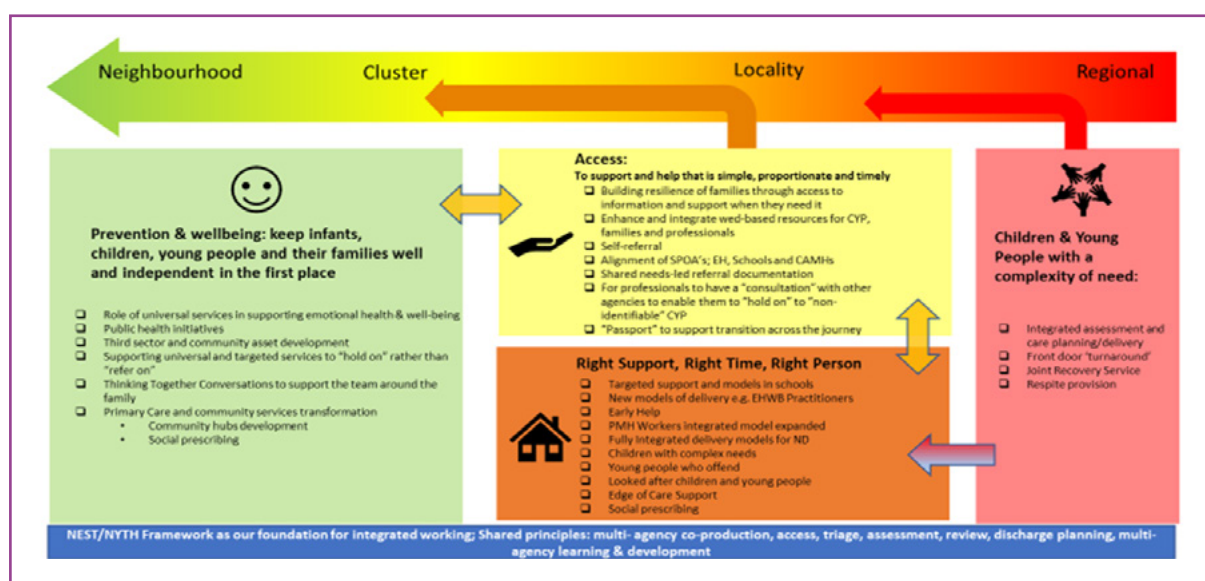 Neighbourhood
Cluster
Locality
Regional
Prevention & wellbeing: keep infants,
children, young people and their families well
and independent in the first place
Role of universal services in supporting emotional health & well-being
Public health initiatives
Third sector and community asset development
Supporting universal and targeted services to "hold on" rather than
"refer on"
Thinking Together Conversations to support the team around the
family
Primary Care and community services transformation
• Community hubs development
• Social prescribing
Access:
To support and help that is simple, proportionate and timely
Building resilience of families through access to
information and support when they need it
Enhance and integrate wed-based resources for CYP,
families and professionals
Self-referral
Alignment of SPOA's; EH, Schools and CAMHs
Shared needs-led referral documentation
For professionals to have a "consultation" with other
agencies to enable them to "hold on" to "non-
identifiable" CYP
"Passport" to support transition across the journey
Right Support, Right Time, Right Person
Targeted support and models in schools
New models of delivery e.g. EHWB Practitioners
Early Help
PMH Workers integrated model expanded
Fully Integrated delivery models for ND
Children with complex needs
Young people who offend
Looked after children and young people
Edge of Care Support
Social prescribing
Children & Young
People with a
complexity of need:
Integrated assessment and
care planning/delivery
Front door 'turnaround'
Joint Recovery Service
Respite provision
NEST/NYTH Framework as our foundation for integrated working; Shared principles: multi- agency co-production, access, triage, assessment, review, discharge planning, multi-
agency learning & development